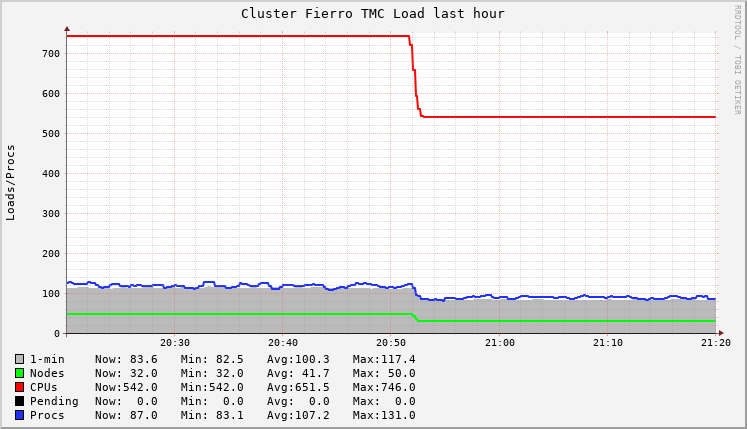 Cluster Fierro TMC Load last hour
RRDTOOL / TOBI OETIKER
Loads/Procs
700
600
500
400
300
200
100
0
20:30 20:40 20:50 21:00 21:10 21:20
1-min Now: 83.6 Min: 82.5 Avg:100.3 Max:117.4
Nodes Now: 32.0 Min: 32.0 Avg: 41.7 Max: 50.0
CPUs Now:542.0 Min:542.0 Avg:651.5 Max:746.0
Pending Now: 0.0 Min: 0.0 Avg: 0.0 Max: 0.0
Procs Now: 87.0 Min: 83.1 Avg:107.2 Max:131.0